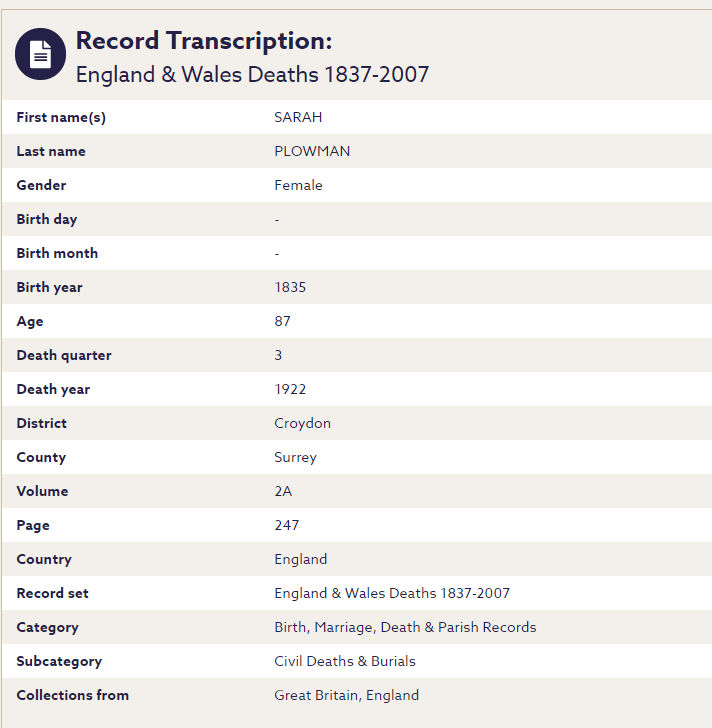 Record Transcription:
England & Wales Deaths 1837-2007
First name(s) SARAH
Last name PLOWMAN
Gender Female
Birth day -
Birth month -
Birth year 1835
Age 87
Death quarter 3
Death year 1922
District Croydon
County Surrey
Volume 2A
Page 247
Country England
Record set England & Wales Deaths 1837-2007
Category Birth, Marriage, Death & Parish Records
Subcategory Civil Deaths & Burials
Collections from Great Britain, England